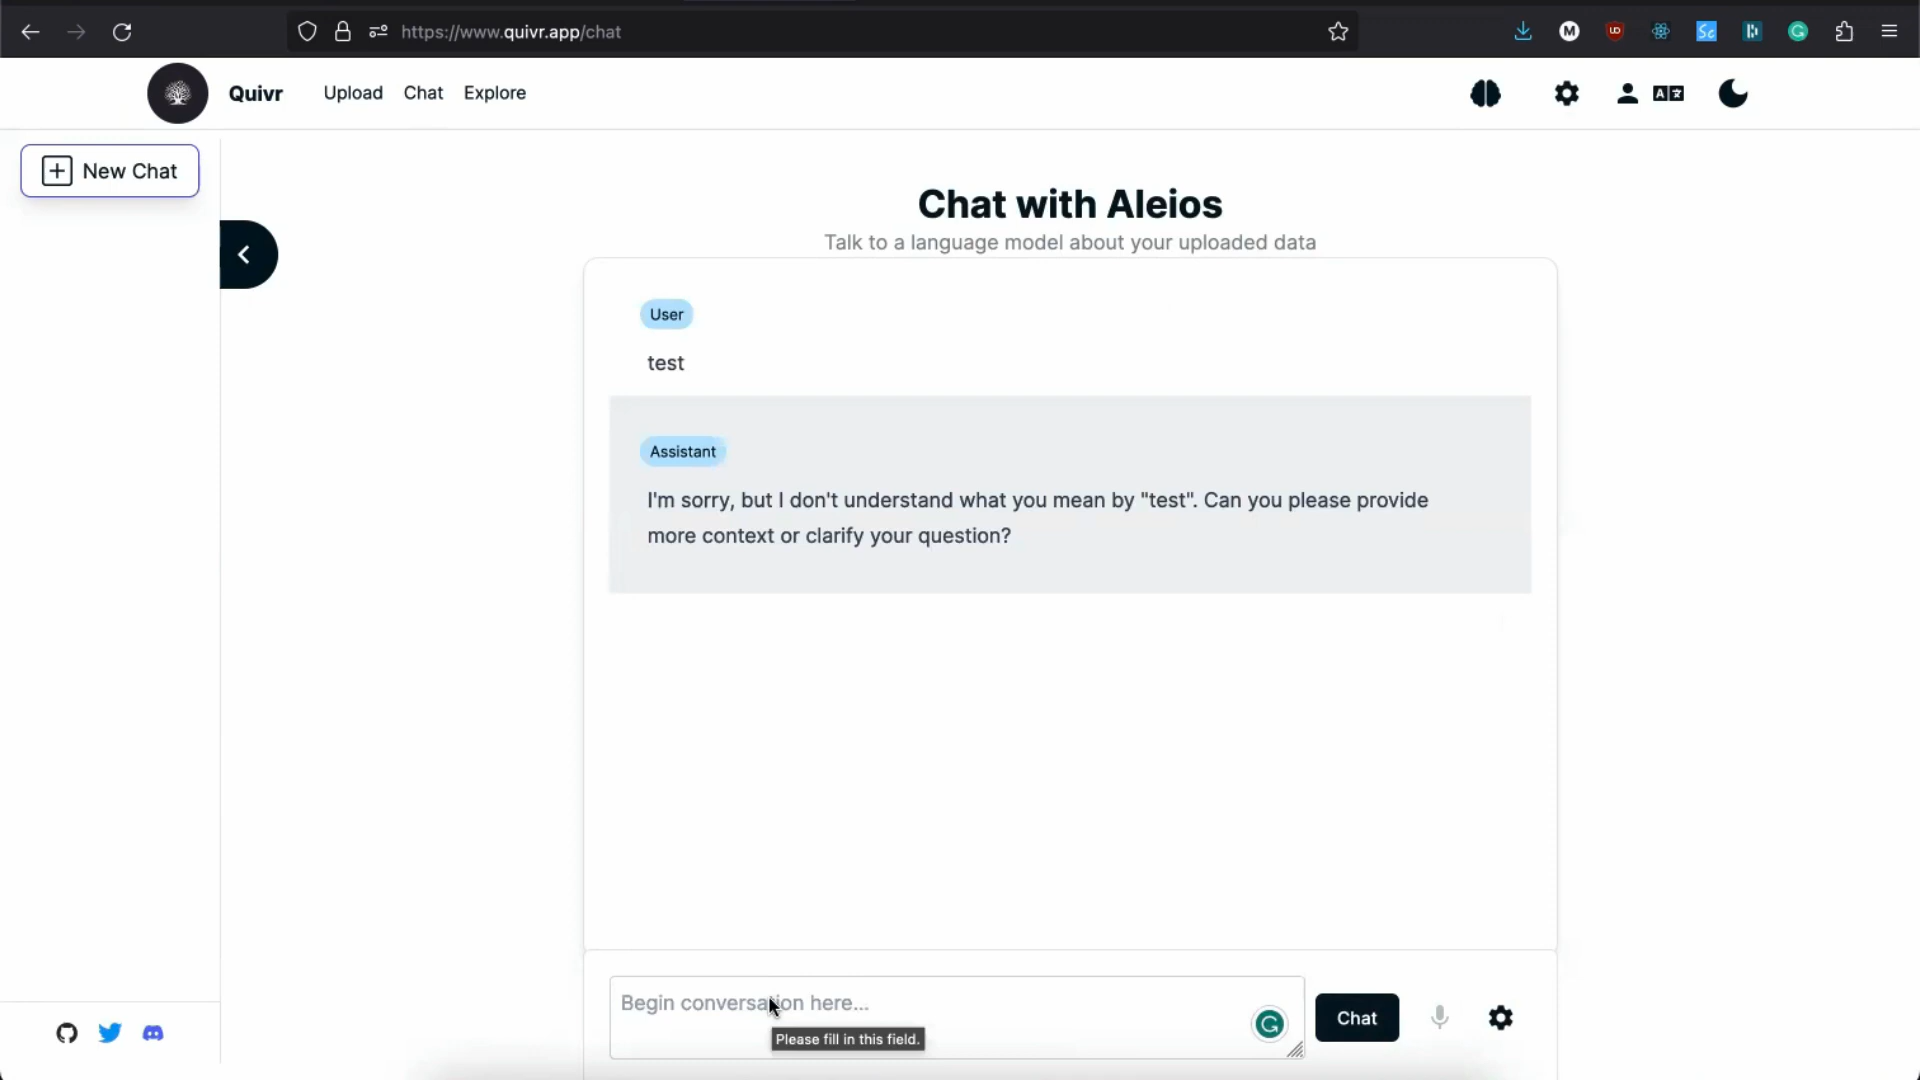 https://www.quivr.app/chat
Quivr
Upload
Chat
Explore
New Chat
Chat with Aleios
Talk to a language model about your uploaded data
User
test
Assistant
I'm sorry, but I don't understand what you mean by "test". Can you please provide
more context or clarify your question?
Begin conversation here...
Please fill in this field.
Chat